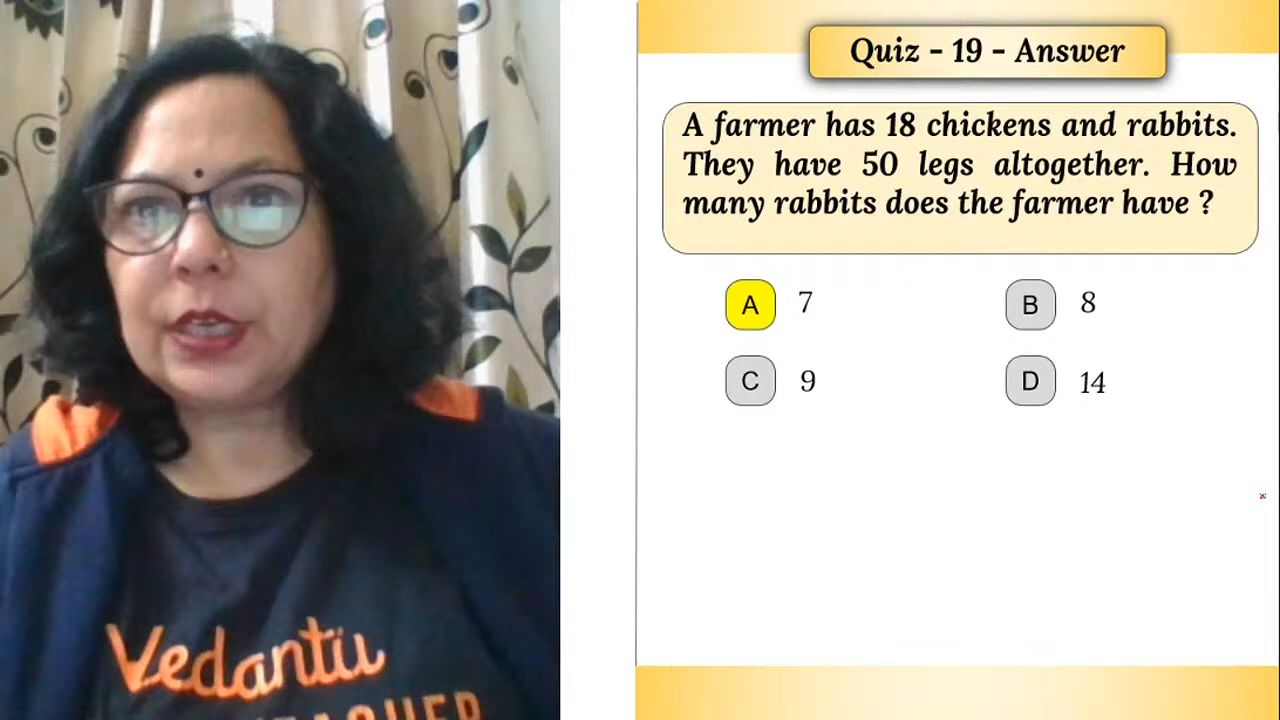 Quiz - 19 - Answer
A farmer has 18 chickens and rabbits.
They have 50 legs altogether. How
many rabbits does the farmer have ?
A 7
B 8
C 9
D 14
Vedantu